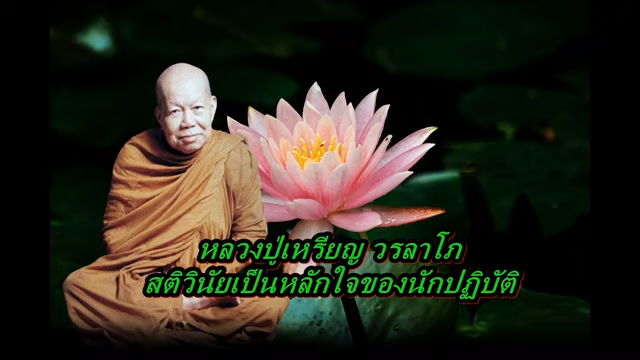 หลวงปู่เหรียญ วรลาโภ
สติวินัยเป็นหลักใจของนักปฏิบัติ